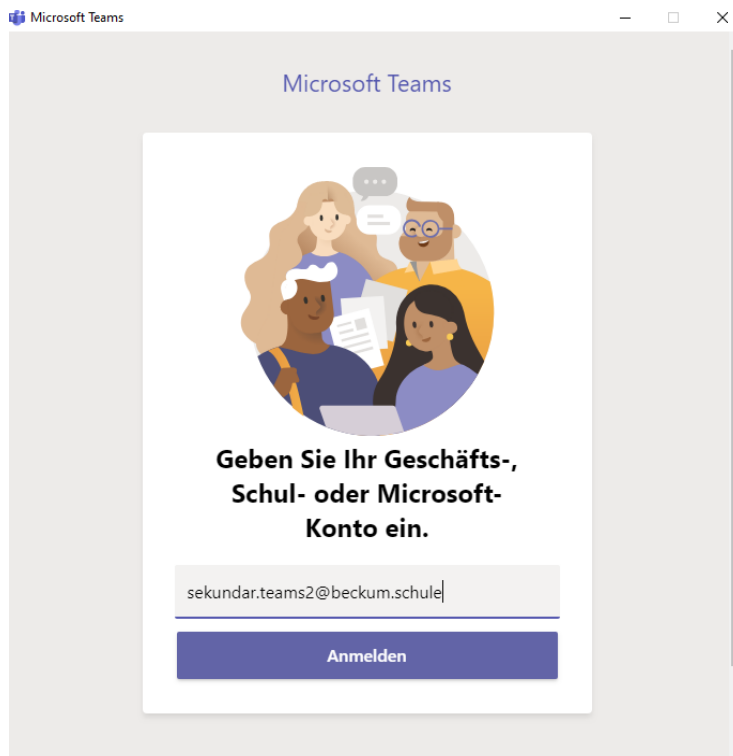 Microsoft Teams
Microsoft Teams
Geben Sie Ihr Geschäfts-,
Schul- oder Microsoft-
Konto ein.
sekundar.teams2@beckum.schule
Anmelden